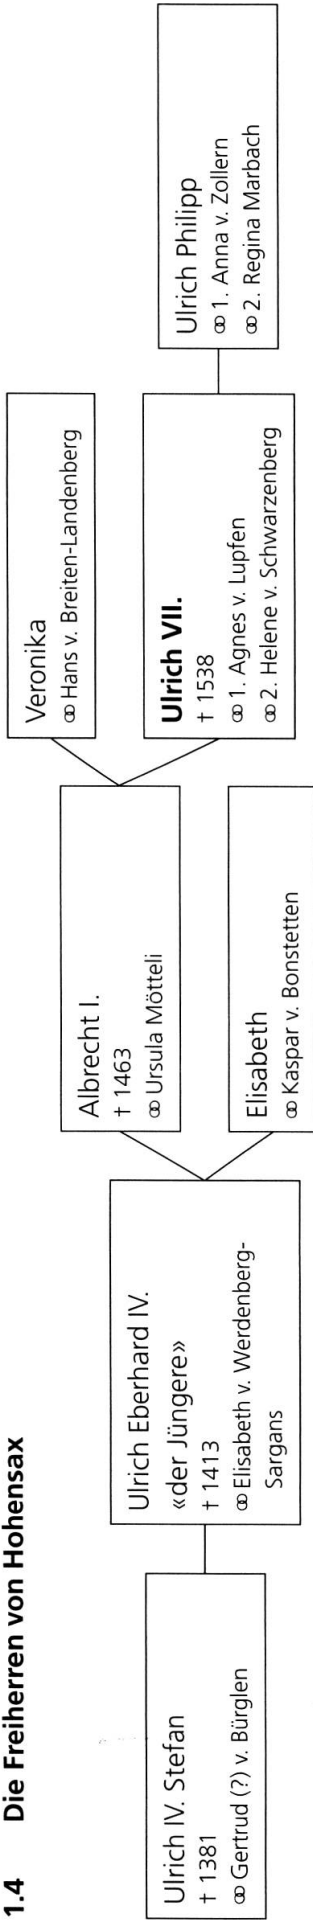 1.4 Die Freiherren von Hohensax
Ulrich IV. Stefan
† 1381
⚭ Gertrud (?) v. Bürglen
Ulrich Eberhard IV.
«der Jüngere»
† 1413
⚭ Elisabeth v. Werdenberg-
Sargans
Albrecht I.
† 1463
⚭ Ursula Mötteli
Elisabeth
⚭ Kaspar v. Bonstetten
Veronika
⚭ Hans v. Breiten-Landenberg
Ulrich VII.
† 1538
⚭ 1. Agnes v. Lupfen
⚭ 2. Helene v. Schwarzenberg
Ulrich Philipp
⚭ 1. Anna v. Zollern
⚭ 2. Regina Marbach